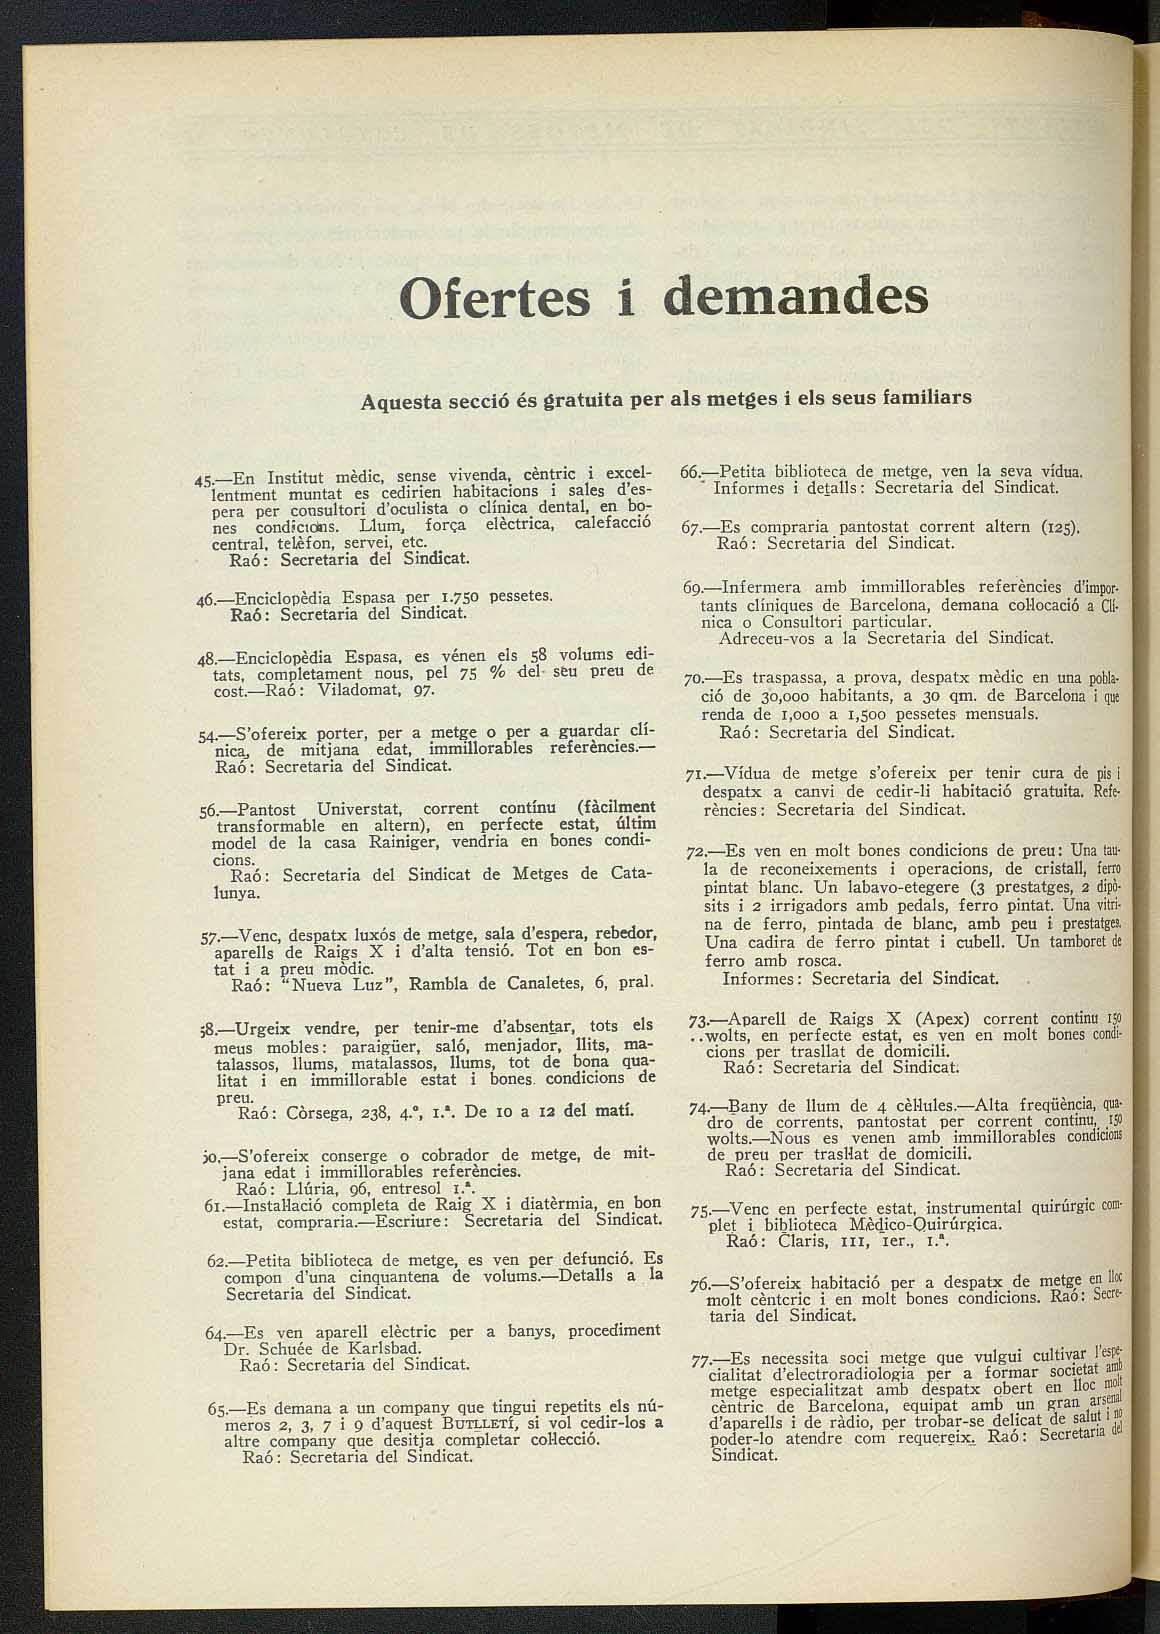 Ofertes i demandes
Aquesta secció és gratuita per als metges i els seus familiars
45.—En Institut mèdic, sense vivenda, cèntric i excel-
lentment muntat es cedirien habitacions i sales d'es-
pera per consultori d'oculista o clínica dental, en bo-
nes condicions. Llum, força elèctrica, calefacció
central, telèfon, servei, etc.
Raó: Secretaria del Sindicat.
46.—Enciclopèdia Espasa per 1.750 pessetes.
Raó: Secretaria del Sindicat.
48.—Enciclopèdia Espasa, es vénen els 58 volums edi-
tats, completament nous, pel 75 % del seu preu de
cost.—Raó: Viladomat, 97.
54.—S'ofereix porter, per a metge o per a guardar clí-
nica, de mitjana edat, immillorables referències.—
Raó: Secretaria del Sindicat.
56.—Pantost Universtat, corrent contínu (fàcilment
transformable en altern), en perfecte estat, últim
model de la casa Rainiger, vendria en bones condi-
cions.
Raó: Secretaria del Sindicat de Metges de Cata-
lunya.
57.—Venc, despatx luxós de metge, sala d'espera, rebedor,
aparells de Raigs X i d'alta tensió. Tot en bon es-
tat i a preu mòdic.
Raó: "Nueva Luz", Rambla de Canaletes, 6, pral.
58.—Urgeix vendre, per tenir-me d'absentar, tots els
meus mobles: paraigüer, saló, menjador, llits, ma-
talassos, llums, matalassos, llums, tot de bona qua-
litat i en immillorable estat i bones. condicions de
preu.
Raó: Còrsega, 238, 4.º, 1.ª. De 10 a 12 del matí.
50.—S'ofereix conserge o cobrador de metge, de mit-
jana edat i immillorables referències.
Raó: Llúria, 96, entresol 1.ª.
61.—Instaŀlació completa de Raig X i diatèrmia, en bon
estat, compraria.—Escriure: Secretaria del Sindicat.
62.—Petita biblioteca de metge, es ven per defunció. Es
compon d'una cinquantena de volums.—Detalls a la
Secretaria del Sindicat.
64.—Es ven aparell elèctric per a banys, procediment
Dr. Schuée de Karlsbad.
Raó: Secretaria del Sindicat.
65.—Es demana a un company que tingui repetits els nú-
meros 2, 3, 7 i 9 d'aquest BUTLLETÍ, si vol cedir-los a
altre company que desitja completar coŀlecció.
Raó: Secretaria del Sindicat.
66.—Petita biblioteca de metge, ven la seva vídua.
Informes i detalls: Secretaria del Sindicat.
67.—Es compraria pantostat corrent altern (125).
Raó: Secretaria del Sindicat.
69.—Infermera amb immillorables referències d'impor-
tants clíniques de Barcelona, demana coŀlocació a Clí-
nica o Consultori particular.
Adreceu-vos a la Secretaria del Sindicat.
70.—Es traspassa, a prova, despatx mèdic en una pobla-
ció de 30,000 habitants, a 30 qm. de Barcelona i que
renda de 1,000 a 1,500 pessetes mensuals.
Raó: Secretaria del Sindicat.
71.—Vídua de metge s'ofereix per tenir cura de pis i
despatx a canvi de cedir-li habitació gratuita. Refe-
rències: Secretaria del Sindicat.
72.—Es ven en molt bones condicions de preu: Una tau-
la de reconeixements i operacions, de cristall, ferro
pintat blanc. Un labavo-etegere (3 prestatges, 2 dipò-
sits i 2 irrigadors amb pedals, ferro pintat. Una vitri-
na de ferro, pintada de blanc, amb peu i prestatges.
Una cadira de ferro pintat i cubell. Un tamboret de
ferro amb rosca.
Informes: Secretaria del Sindicat.
73.—Aparell de Raigs X (Apex) corrent continu 150
..wolts, en perfecte estat, es ven en molt bones condi-
cions per trasllat de domicili.
Raó: Secretaria del Sindicat.
74.—Bany de llum de 4 cèŀlules.—Alta freqüència, qua-
dro de corrents, pantostat per corrent continu, 150
wolts.—Nous es venen amb immillorables condicions
de preu per trasŀlat de domicili.
Raó: Secretaria del Sindicat.
75.—Venc en perfecte estat, instrumental quirúrgic com-
plet i biblioteca Mèdico-Quirúrgica.
Raó: Claris, 111, 1er., 1.ª.
76.—S'ofereix habitació per a despatx de metge en lloc
molt cèntcric i en molt bones condicions. Raó: Secre-
taria del Sindicat.
77.—Es necessita soci metge que vulgui cultivar l'espe-
cialitat d'electroradiologia per a formar societat amb
metge especialitzat amb despatx obert en lloc molt
cèntric de Barcelona, equipat amb un gran arsenal
d'aparells i de ràdio, per trobar-se delicat de salut i no
poder-lo atendre com requereix. Raó: Secretaria del
Sindicat.